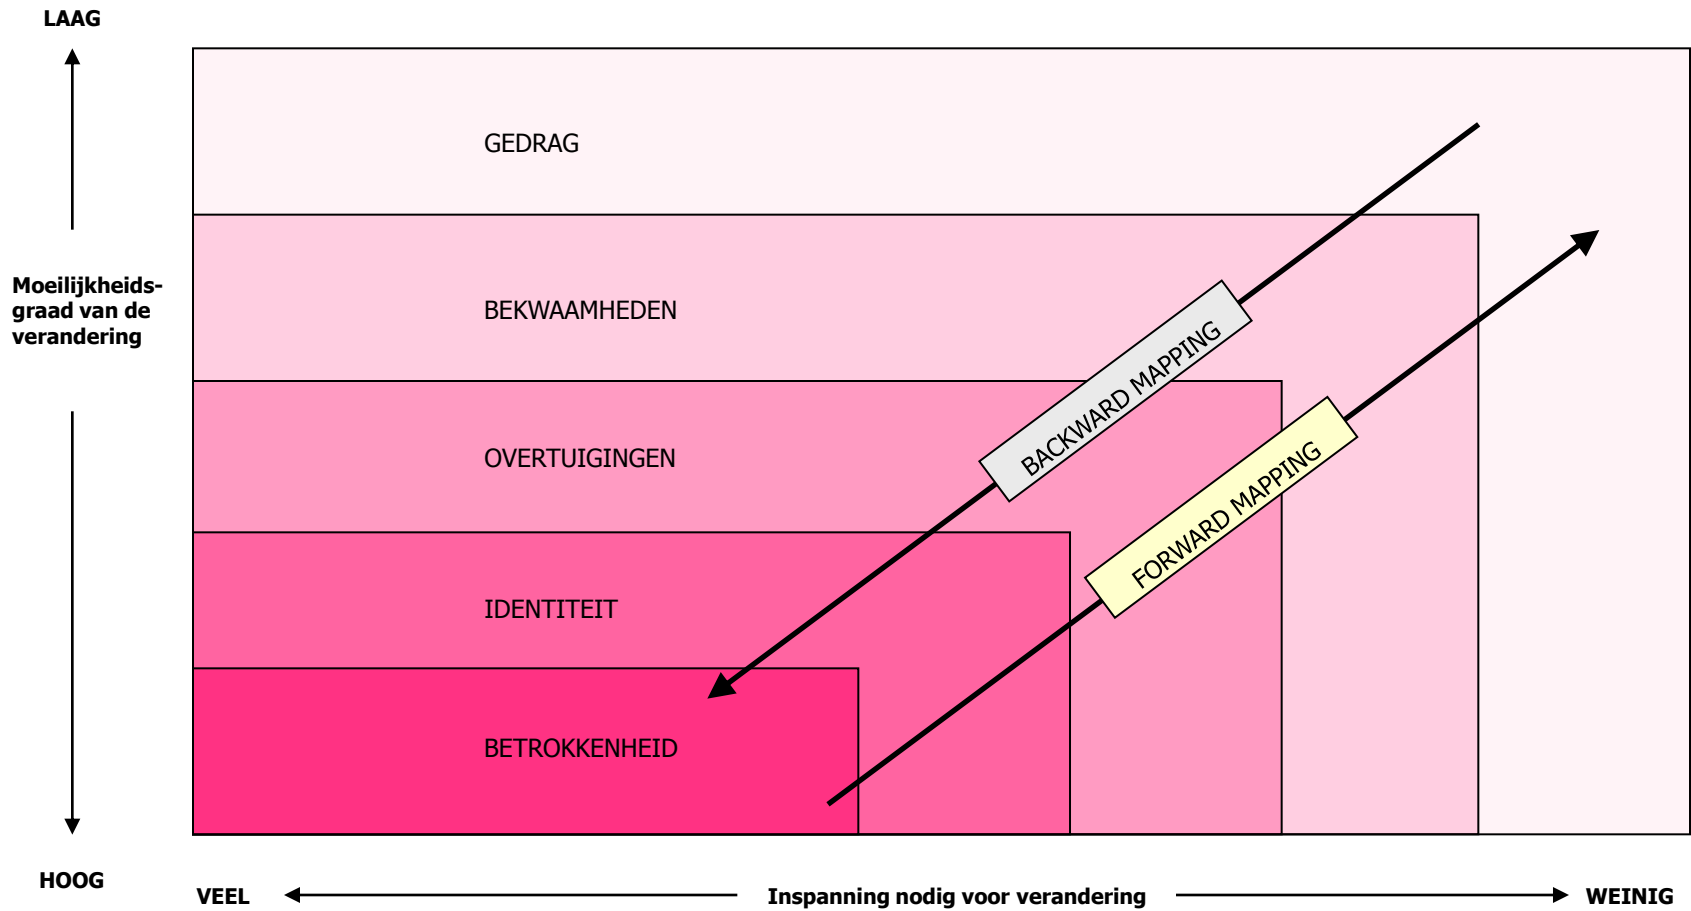 LAAG
GEDRAG
Moeilijkheids-
graad van de
verandering
BEKWAAMHEDEN
BACKWARD MAPPING
OVERTUIGINGEN
FORWARD MAPPING
IDENTITEIT
BETROKKENHEID
HOOG
VEEL
Inspanning nodig voor verandering
WEINIG